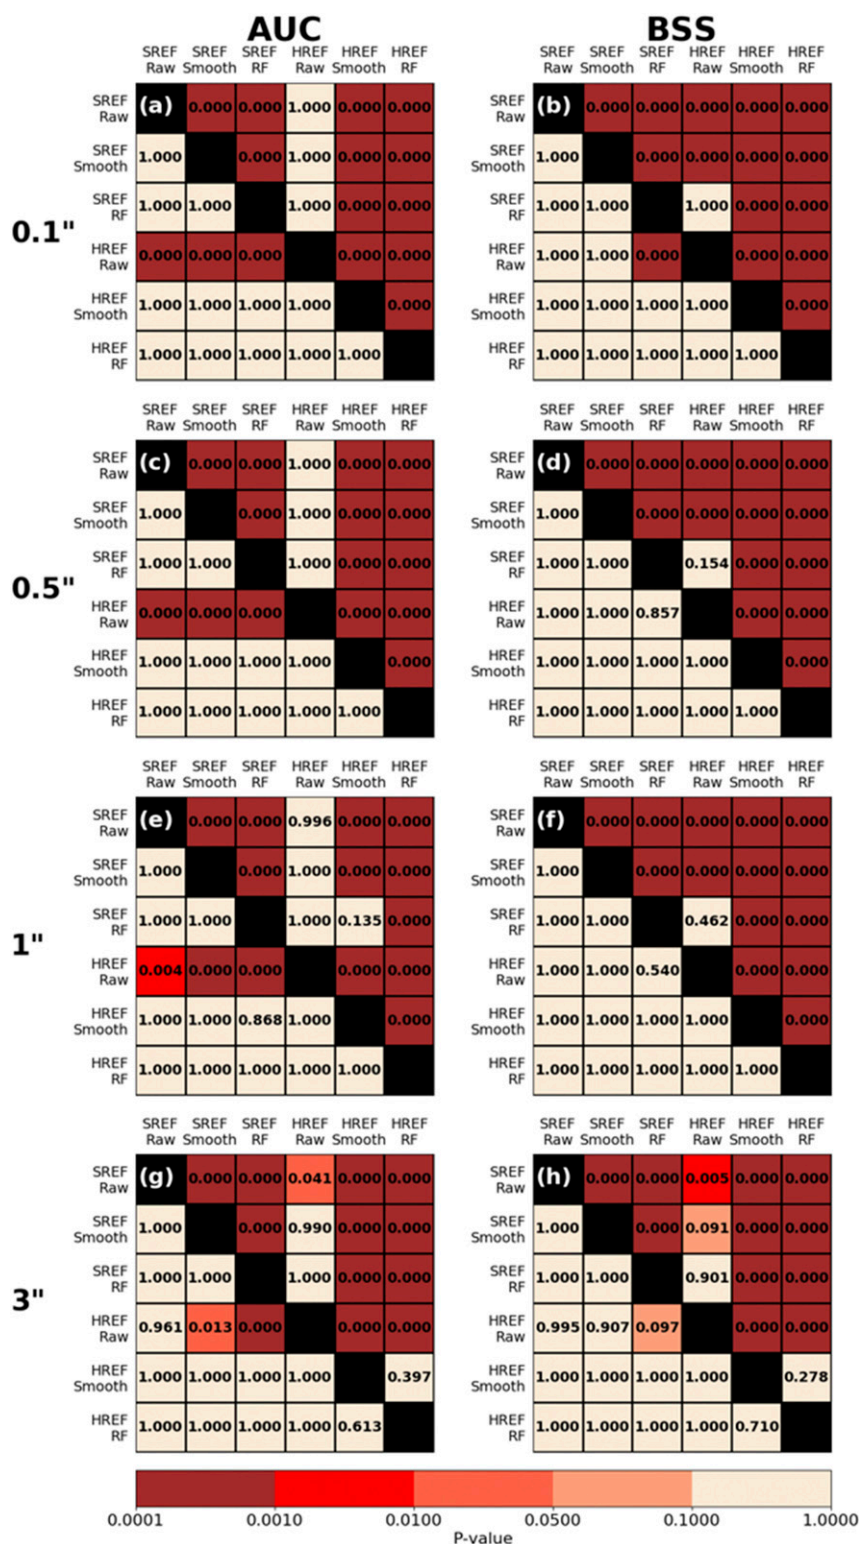 AUC BSS
SREF SREF SREF HREF HREF HREF SREF SREF SREF HREF HREF HREF
Raw Smooth RF Raw Smooth RF Raw Smooth RF Raw Smooth RF
0.1"
SREF Raw (a) 0.000 0.000 1.000 0.000 0.000 SREF Raw (b) 0.000 0.000 0.000 0.000 0.000
SREF Smooth 1.000 0.000 1.000 0.000 0.000 SREF Smooth 1.000 0.000 0.000 0.000 0.000
SREF RF 1.000 1.000 1.000 0.000 0.000 SREF RF 1.000 1.000 1.000 0.000 0.000
HREF Raw 0.000 0.000 0.000 0.000 0.000 HREF Raw 1.000 1.000 0.000 0.000 0.000
HREF Smooth 1.000 1.000 1.000 1.000 0.000 HREF Smooth 1.000 1.000 1.000 1.000 0.000
HREF RF 1.000 1.000 1.000 1.000 1.000 HREF RF 1.000 1.000 1.000 1.000 1.000
SREF SREF SREF HREF HREF HREF SREF SREF SREF HREF HREF HREF
Raw Smooth RF Raw Smooth RF Raw Smooth RF Raw Smooth RF
0.5"
SREF Raw (c) 0.000 0.000 1.000 0.000 0.000 SREF Raw (d) 0.000 0.000 0.000 0.000 0.000
SREF Smooth 1.000 0.000 1.000 0.000 0.000 SREF Smooth 1.000 0.000 0.000 0.000 0.000
SREF RF 1.000 1.000 1.000 0.000 0.000 SREF RF 1.000 1.000 0.154 0.000 0.000
HREF Raw 0.000 0.000 0.000 0.000 0.000 HREF Raw 1.000 1.000 0.857 0.000 0.000
HREF Smooth 1.000 1.000 1.000 1.000 0.000 HREF Smooth 1.000 1.000 1.000 1.000 0.000
HREF RF 1.000 1.000 1.000 1.000 1.000 HREF RF 1.000 1.000 1.000 1.000 1.000
SREF SREF SREF HREF HREF HREF SREF SREF SREF HREF HREF HREF
Raw Smooth RF Raw Smooth RF Raw Smooth RF Raw Smooth RF
1"
SREF Raw (e) 0.000 0.000 0.996 0.000 0.000 SREF Raw (f) 0.000 0.000 0.000 0.000 0.000
SREF Smooth 1.000 0.000 1.000 0.000 0.000 SREF Smooth 1.000 0.000 0.000 0.000 0.000
SREF RF 1.000 1.000 1.000 0.135 0.000 SREF RF 1.000 1.000 0.462 0.000 0.000
HREF Raw 0.004 0.000 0.000 0.000 0.000 HREF Raw 1.000 1.000 0.540 0.000 0.000
HREF Smooth 1.000 1.000 0.868 1.000 0.000 HREF Smooth 1.000 1.000 1.000 1.000 0.000
HREF RF 1.000 1.000 1.000 1.000 1.000 HREF RF 1.000 1.000 1.000 1.000 1.000
SREF SREF SREF HREF HREF HREF SREF SREF SREF HREF HREF HREF
Raw Smooth RF Raw Smooth RF Raw Smooth RF Raw Smooth RF
3"
SREF Raw (g) 0.000 0.000 0.041 0.000 0.000 SREF Raw (h) 0.000 0.000 0.005 0.000 0.000
SREF Smooth 1.000 0.000 0.990 0.000 0.000 SREF Smooth 1.000 0.000 0.091 0.000 0.000
SREF RF 1.000 1.000 1.000 0.000 0.000 SREF RF 1.000 1.000 0.901 0.000 0.000
HREF Raw 0.961 0.013 0.000 0.000 0.000 HREF Raw 0.995 0.907 0.097 0.000 0.000
HREF Smooth 1.000 1.000 1.000 1.000 0.397 HREF Smooth 1.000 1.000 1.000 1.000 0.278
HREF RF 1.000 1.000 1.000 1.000 0.613 HREF RF 1.000 1.000 1.000 1.000 0.710
0.0001 0.0010 0.0100 0.0500 0.1000 1.0000
P-value